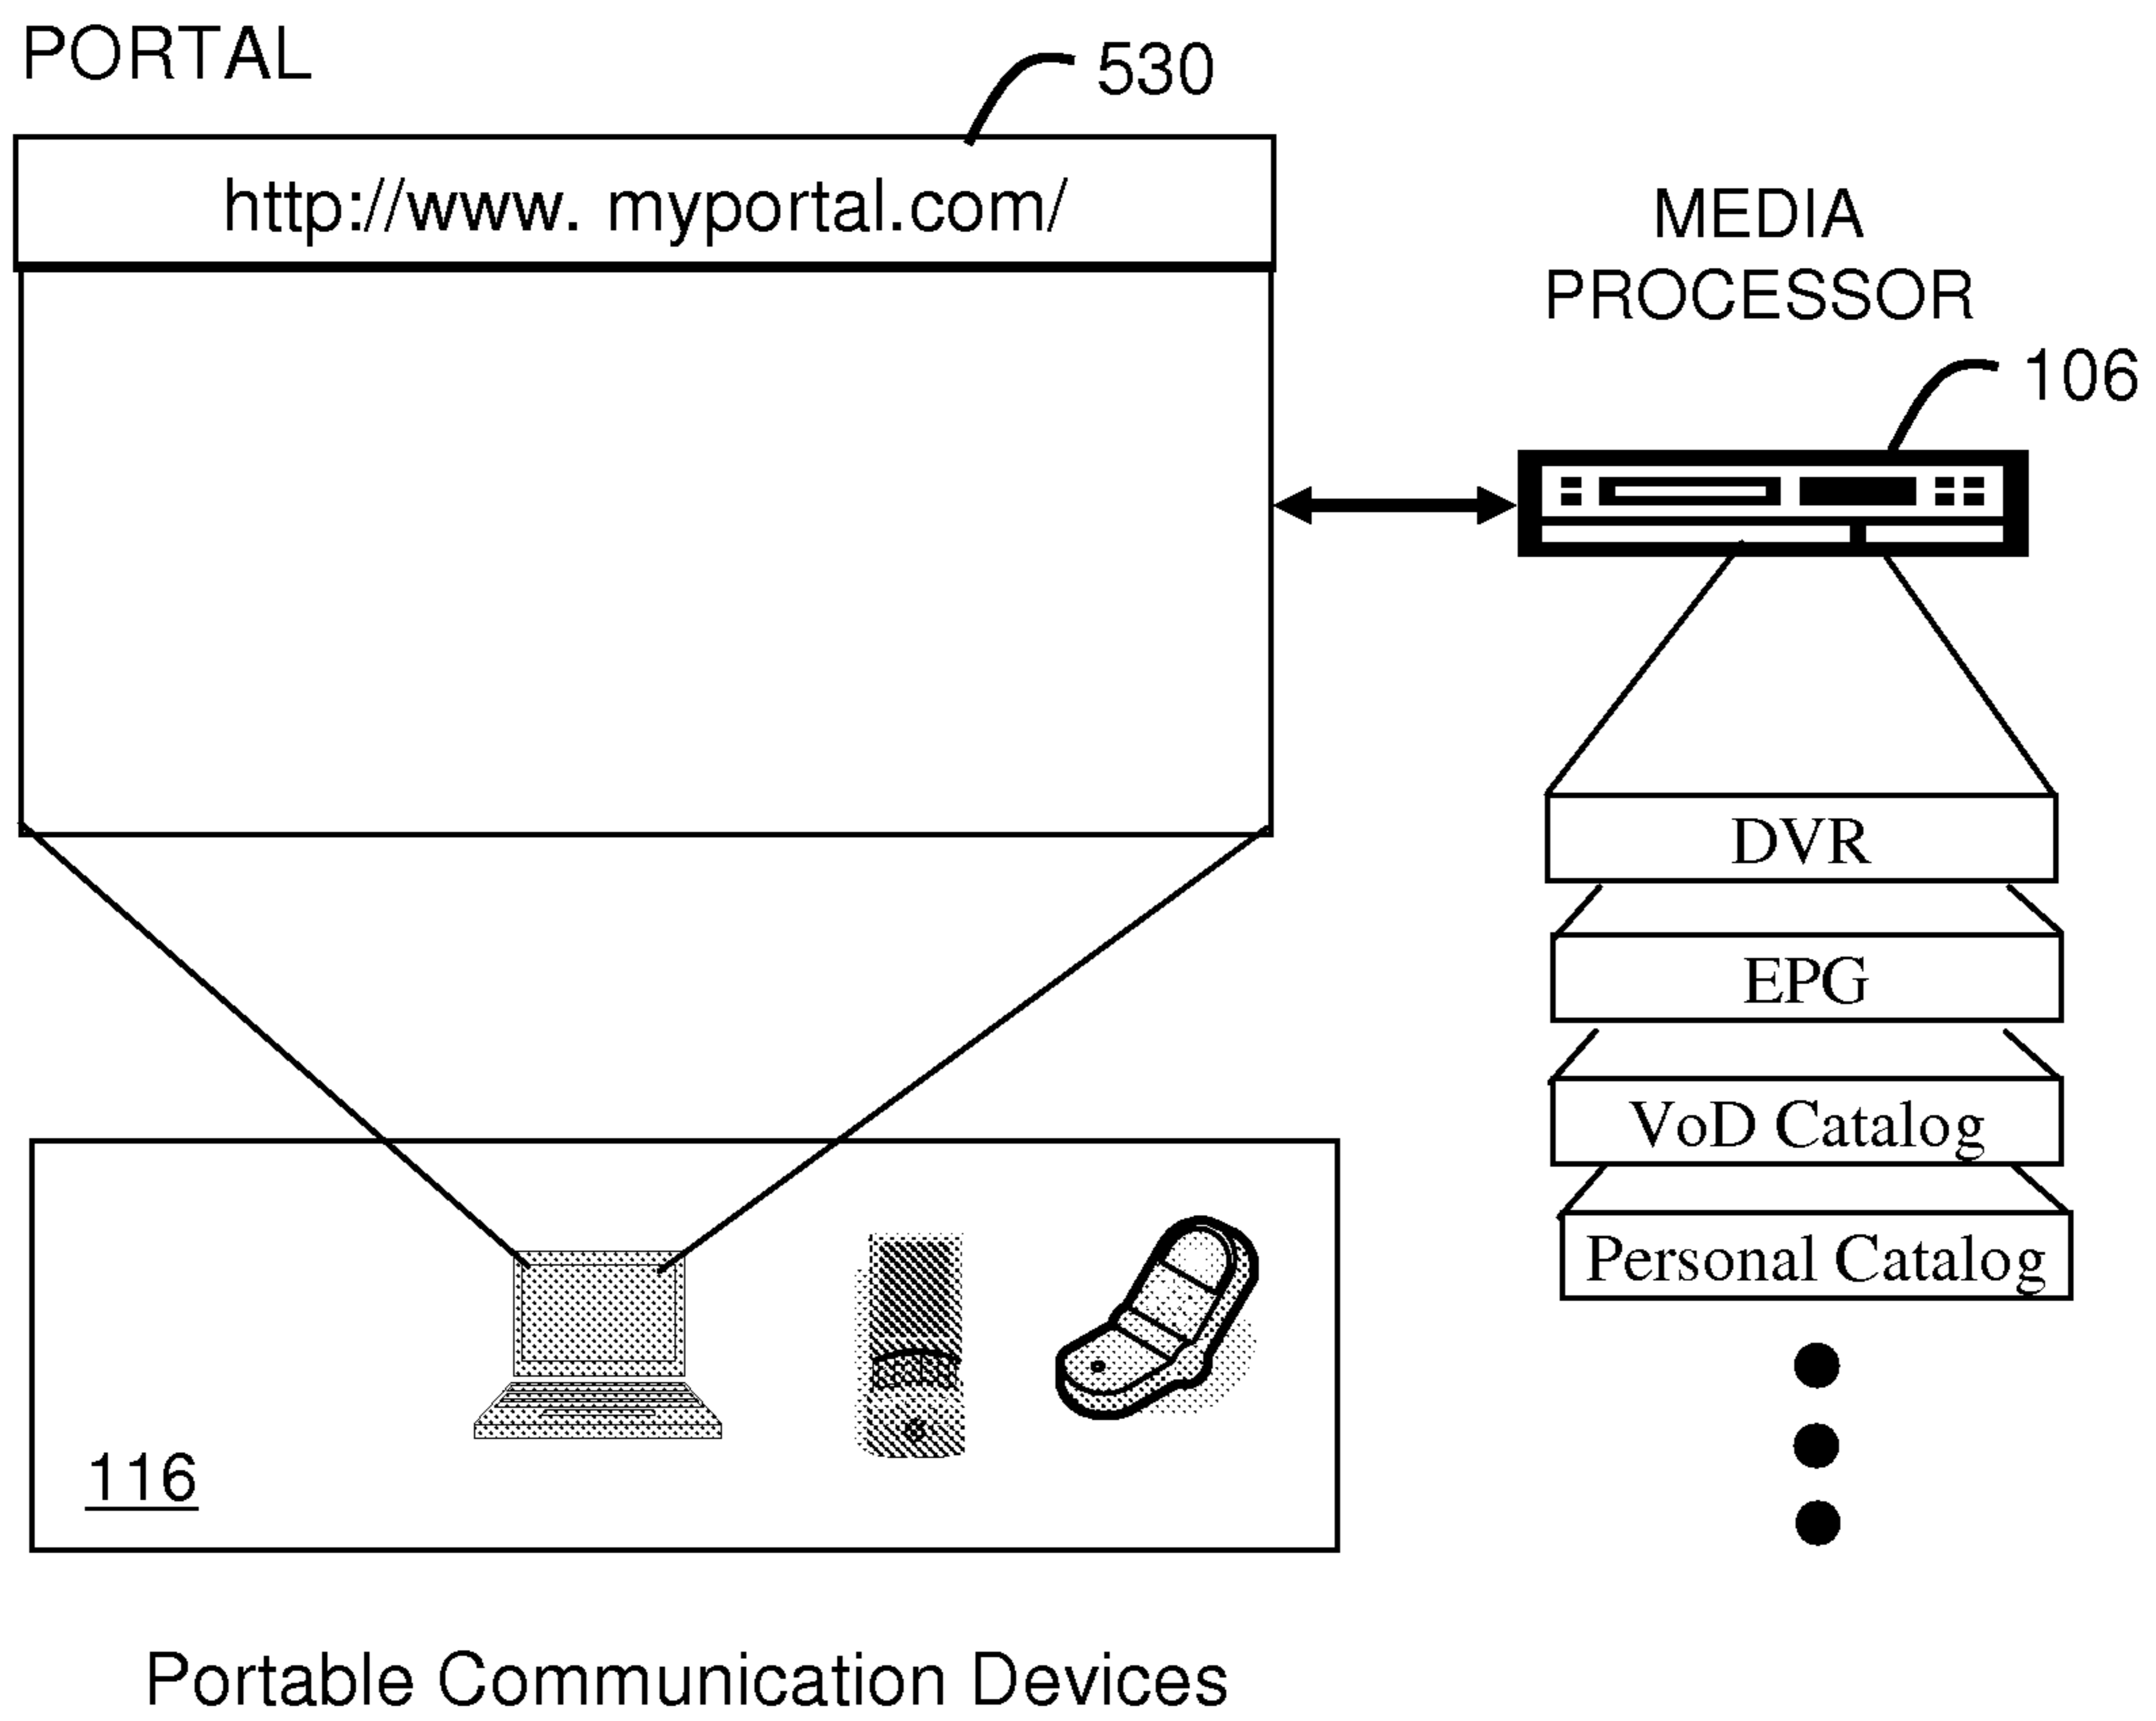 PORTAL
530
http://www. myportal.com/
MEDIA
PROCESSOR
106
DVR
EPG
VoD Catalog
Personal Catalog
116
Portable Communication Devices